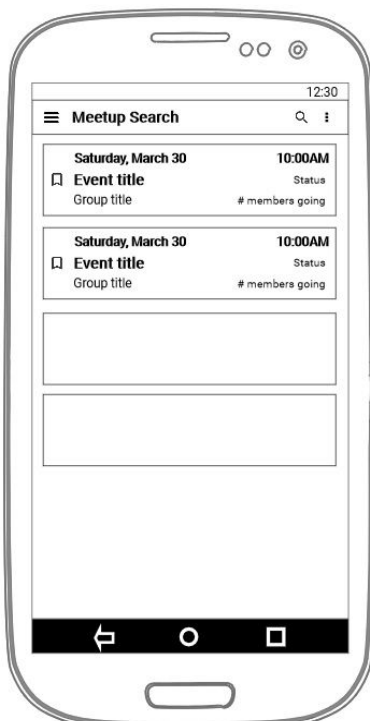 12:30
Meetup Search
Saturday, March 30 10:00AM
Event title Status
Group title # members going
Saturday, March 30 10:00AM
Event title Status
Group title # members going